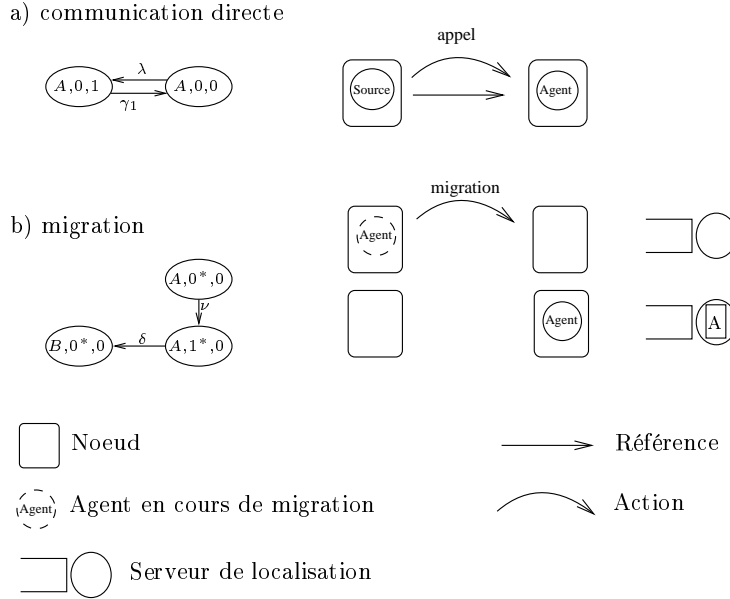 a) communication directe
appel
λ
A,0,1
A,0,0
γ1
Source
Agent
migration
b) migration
Agent
A,0*,0
ν
Agent
A
B,0*,0
δ
A,1*,0
Noeud
Référence
Agent
Agent en cours de migration
Action
Serveur de localisation